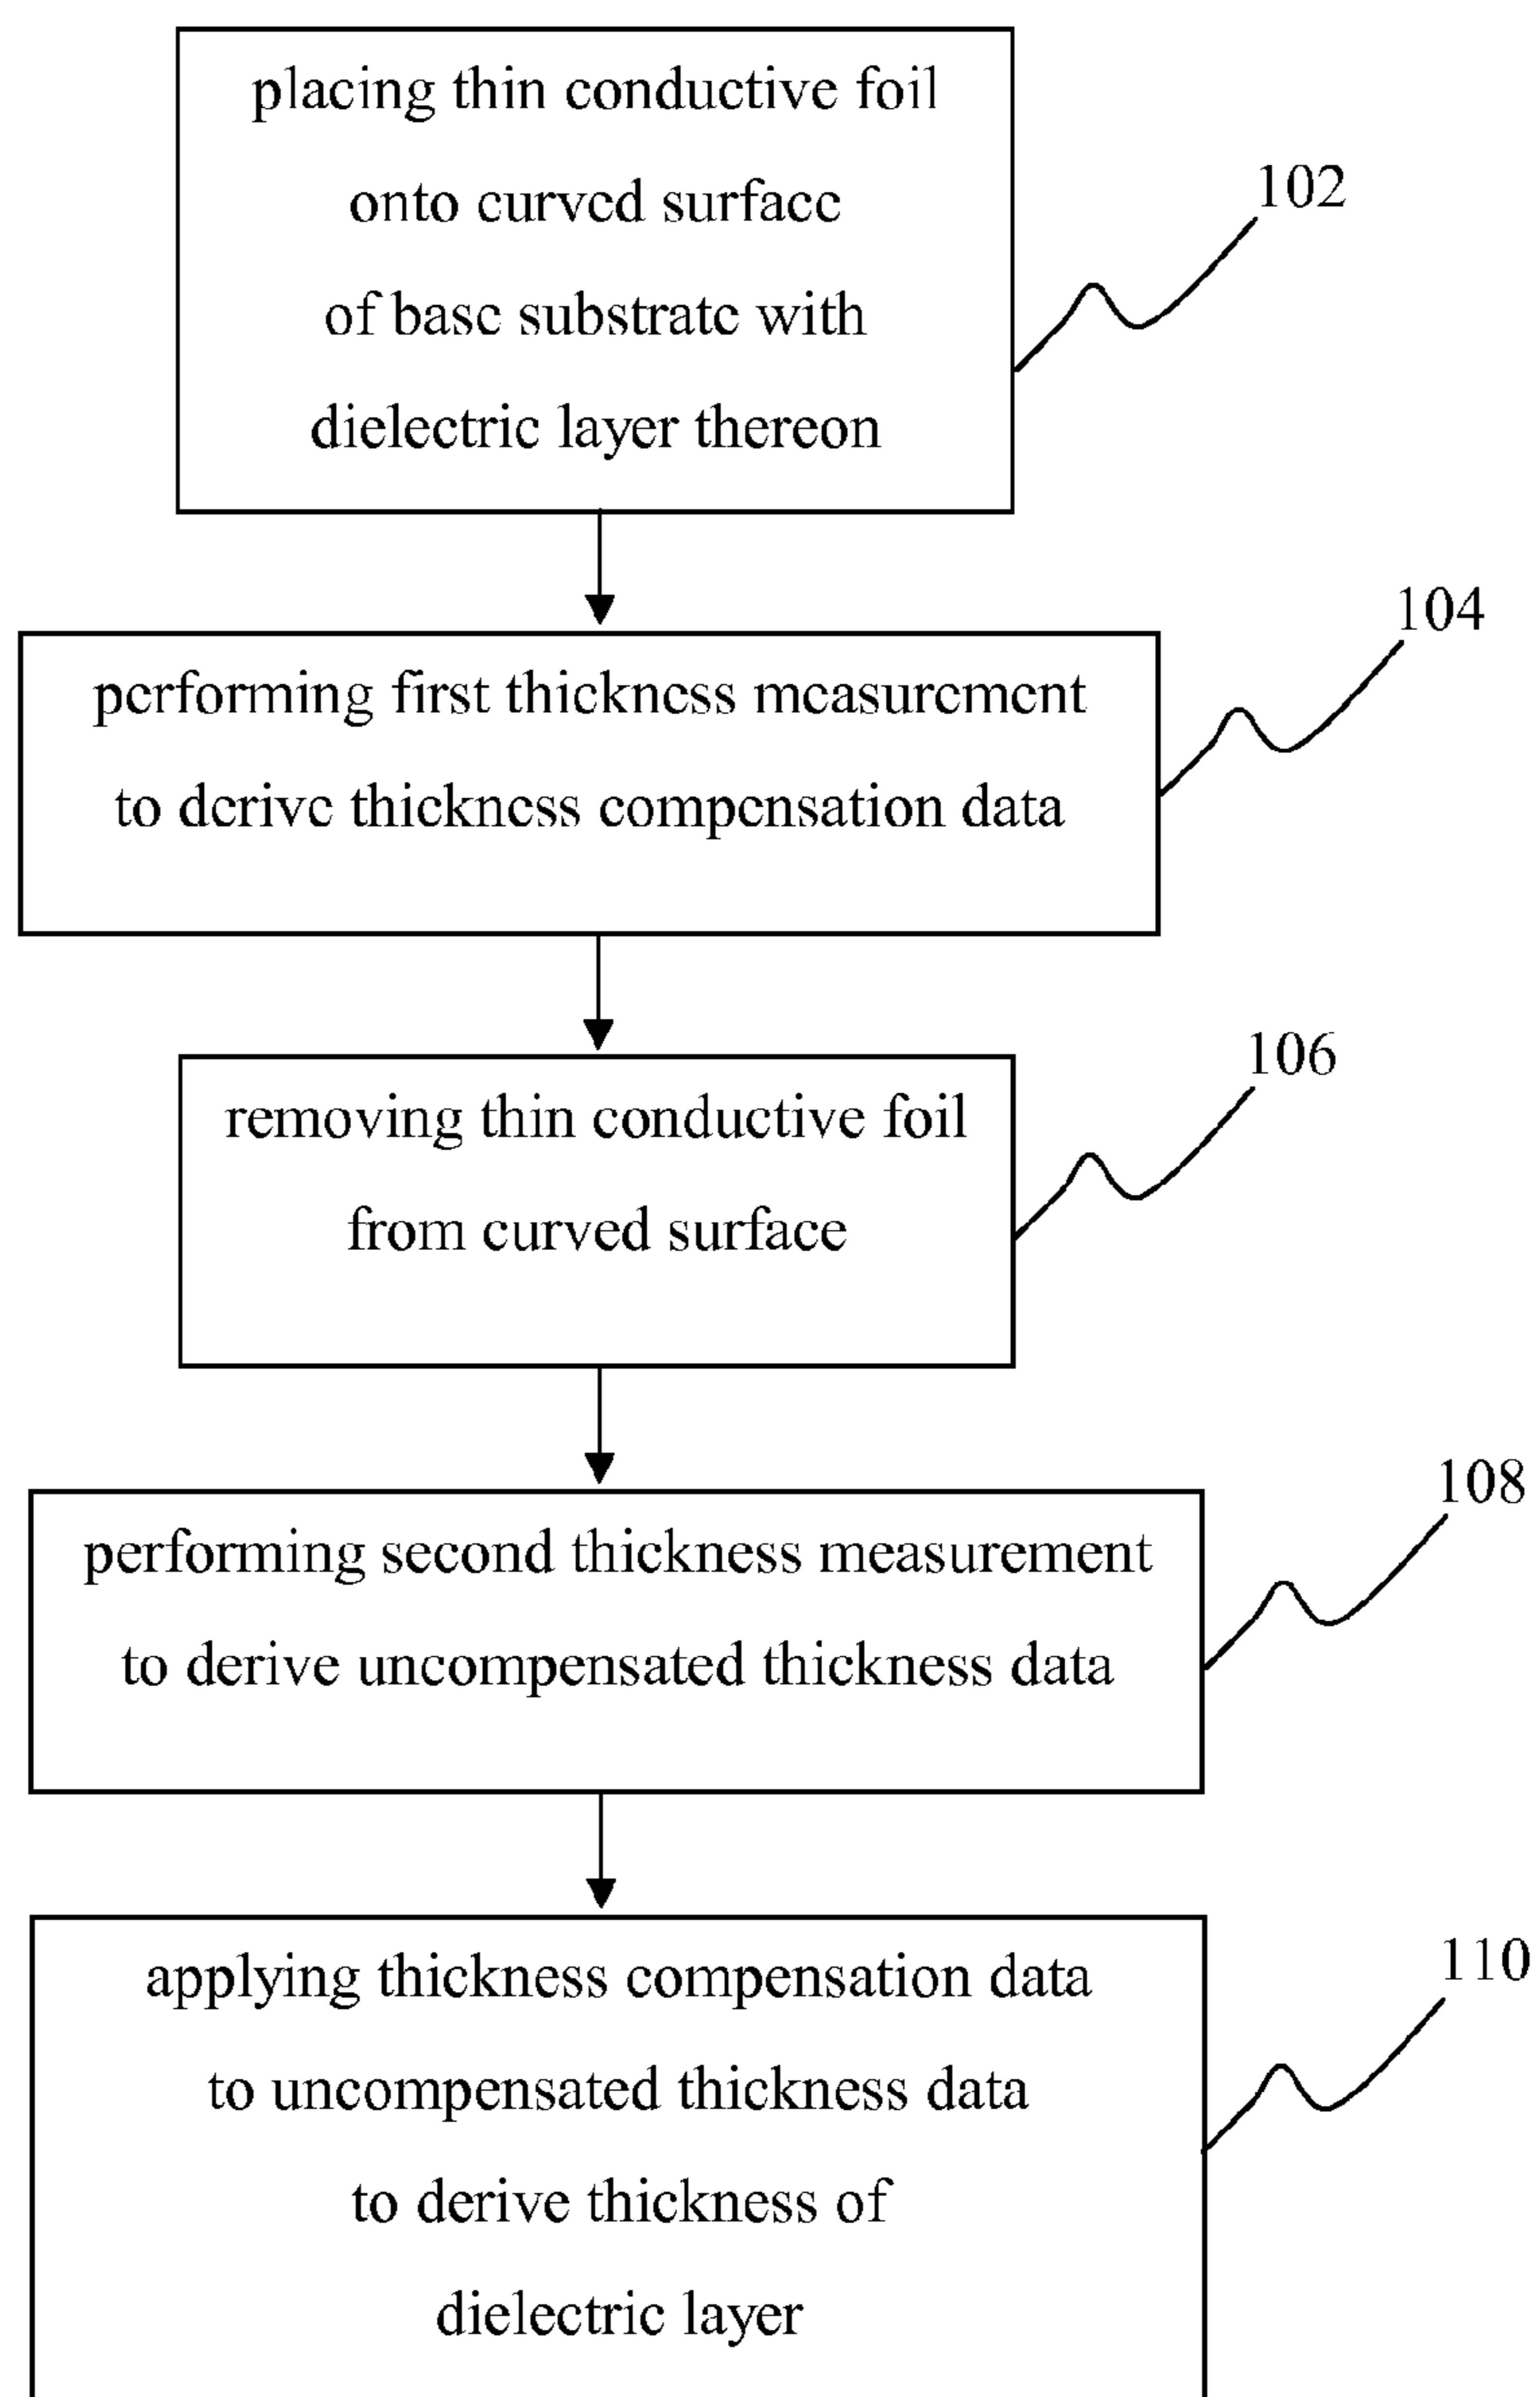 placing thin conductive foil
onto curved surface
of base substrate with
dielectric layer thereon
102
performing first thickness measurement
to derive thickness compensation data
104
removing thin conductive foil
from curved surface
106
performing second thickness measurement
to derive uncompensated thickness data
108
applying thickness compensation data
to uncompensated thickness data
to derive thickness of
dielectric layer
110